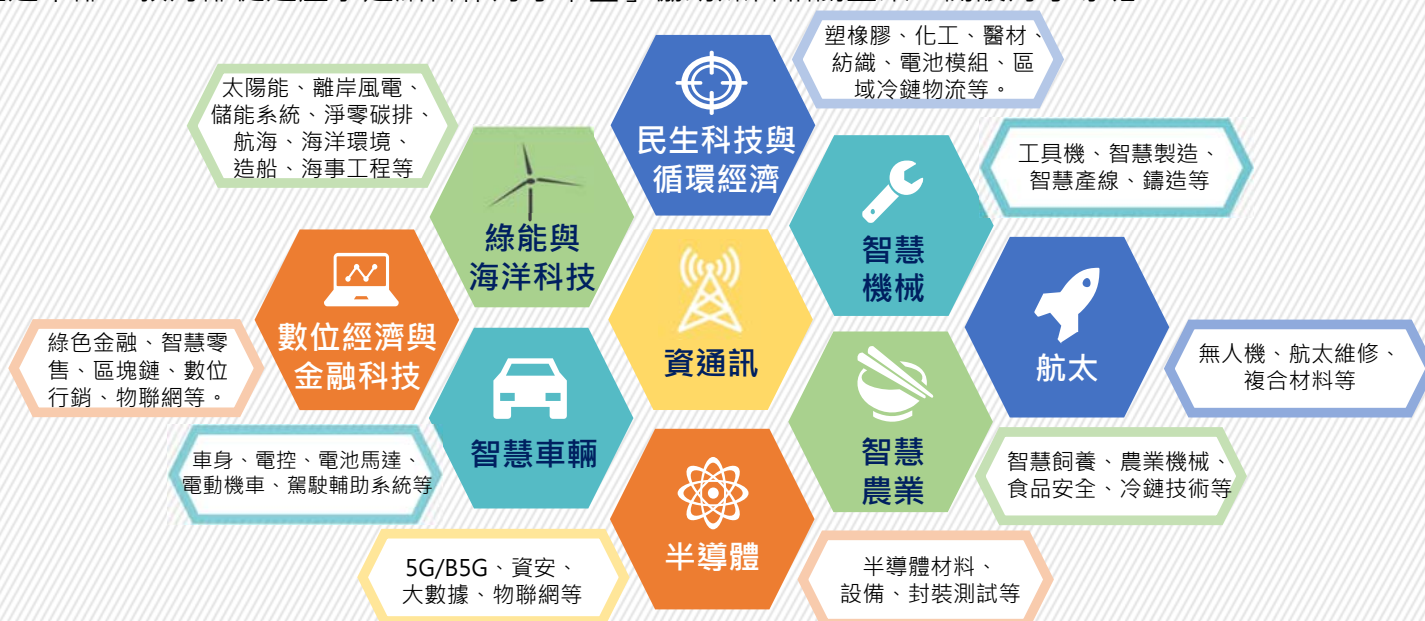 塑橡膠、化工、醫材、
紡織、電池模組、區
域冷鏈物流等。
太陽能、離岸風電、
儲能系統、淨零碳排、
航海、海洋環境、
造船、海事工程等
民生科技與
循環經濟
工具機、智慧製造、
智慧產線、鑄造等
綠能與
海洋科技
智慧
機械
數位經濟與
金融科技
綠色金融、智慧零
售、區塊鏈、數位
行銷、物聯網等。
資通訊
航太
無人機、航太維修、
複合材料等
智慧車輛
車身、電控、電池馬達、
電動機車、駕駛輔助系統等
智慧
農業
智慧飼養、農業機械、
食品安全、冷鏈技術等
半導體
5G/B5G、資安、
大數據、物聯網等
半導體材料、
設備、封裝測試等